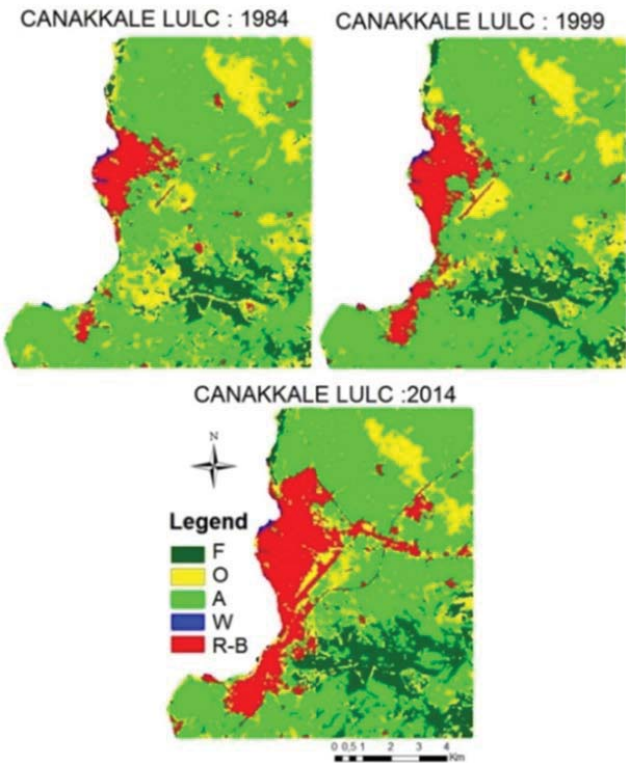 CANAKKALE LULC : 1984
CANAKKALE LULC : 1999
CANAKKALE LULC :2014
N
Legend
F
O
A
W
R-B
0 0,5 1 2 3 4
Km